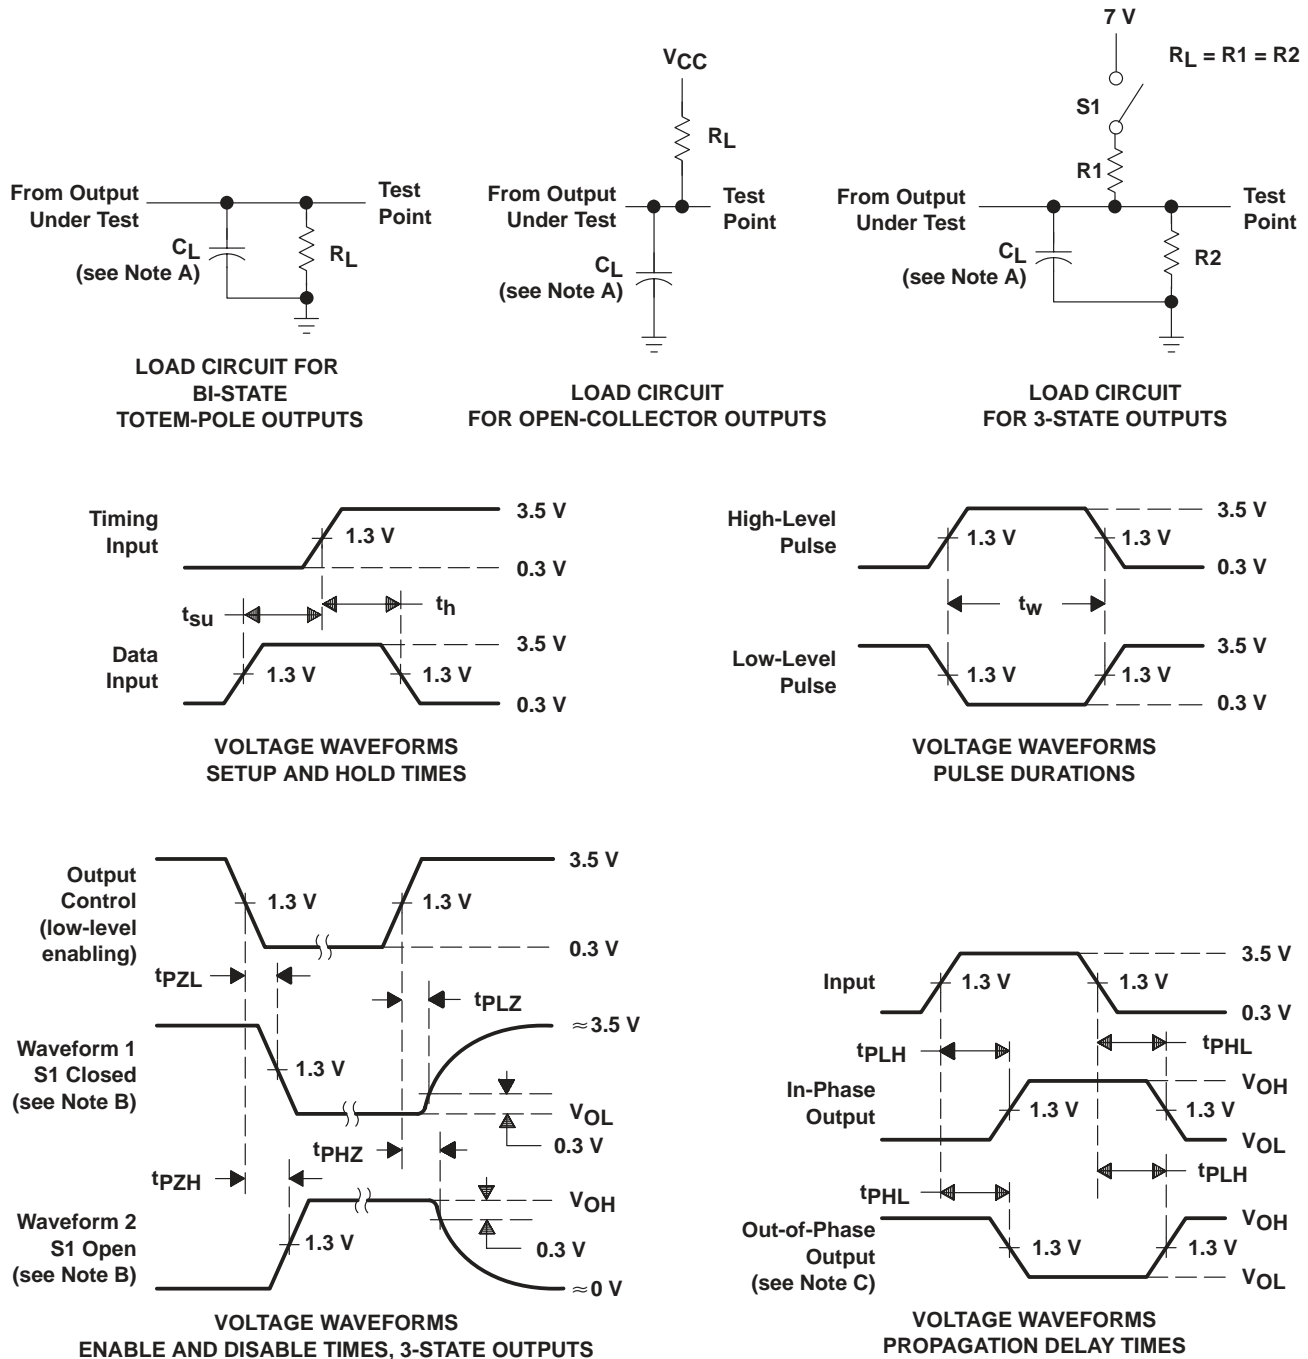 7 V
RL = R1 = R2
S1
R1
From Output
Under Test
Test
Point
CL
(see Note A)
R2
LOAD CIRCUIT
FOR 3-STATE OUTPUTS
VCC
RL
From Output
Under Test
Test
Point
CL
(see Note A)
LOAD CIRCUIT
FOR OPEN-COLLECTOR OUTPUTS
From Output
Under Test
Test
Point
CL
(see Note A)
RL
LOAD CIRCUIT FOR
BI-STATE
TOTEM-POLE OUTPUTS
Timing
Input
1.3 V
3.5 V
0.3 V
tsu
th
Data
Input
1.3 V
1.3 V
3.5 V
0.3 V
VOLTAGE WAVEFORMS
SETUP AND HOLD TIMES
High-Level
Pulse
1.3 V
1.3 V
3.5 V
0.3 V
tw
Low-Level
Pulse
1.3 V
1.3 V
3.5 V
0.3 V
VOLTAGE WAVEFORMS
PULSE DURATIONS
Output
Control
(low-level
enabling)
1.3 V
1.3 V
3.5 V
0.3 V
tPZL
tPLZ
Waveform 1
S1 Closed
(see Note B)
1.3 V
≈3.5 V
VOL
0.3 V
tPHZ
tPZH
Waveform 2
S1 Open
(see Note B)
1.3 V
VOH
0.3 V
≈0 V
VOLTAGE WAVEFORMS
ENABLE AND DISABLE TIMES, 3-STATE OUTPUTS
Input
1.3 V
1.3 V
3.5 V
0.3 V
tPLH
tPHL
In-Phase
Output
1.3 V
1.3 V
VOH
VOL
tPHL
tPLH
Out-of-Phase
Output
(see Note C)
1.3 V
1.3 V
VOH
VOL
VOLTAGE WAVEFORMS
PROPAGATION DELAY TIMES